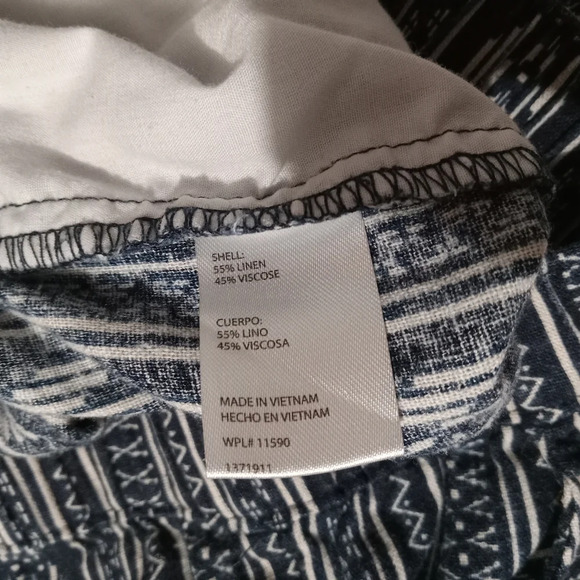 SHELL:
55% LINEN
45% VISCOSE
CUERPO:
55% LINO
45% VISCOSA
MADE IN VIETNAM
HECHO EN VIETNAM
WPL# 11590
1371911